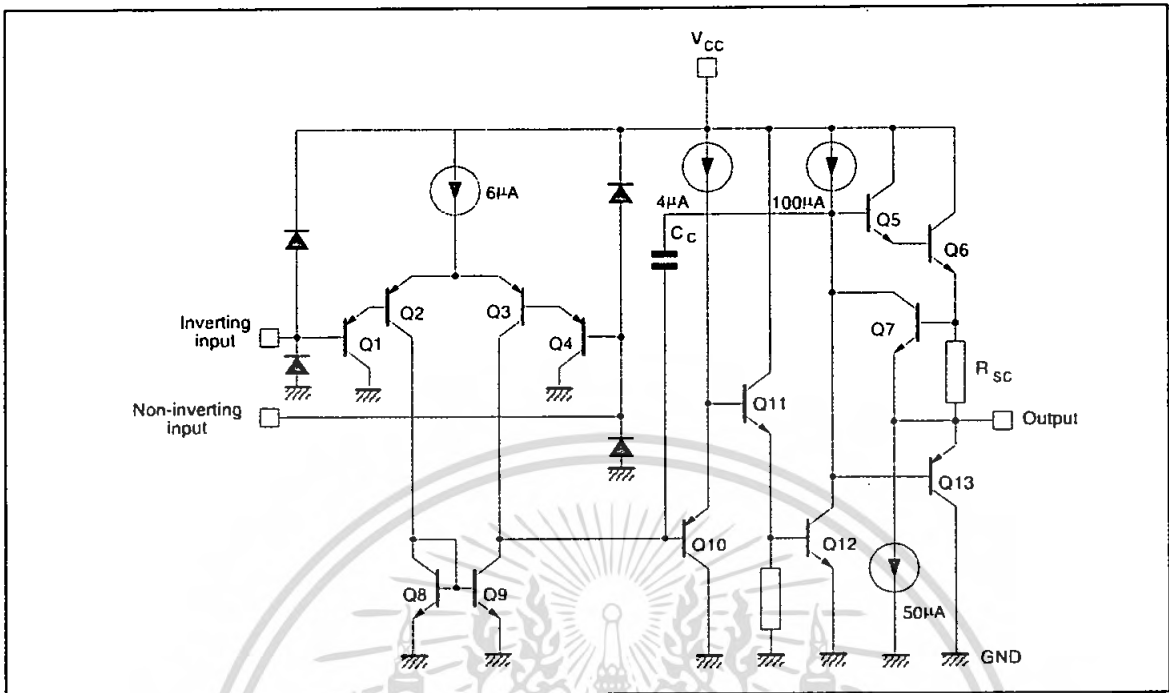 VCC
6µA
4µA
100µA
CC
Q5
Q6
Q2
Q3
Q7
Inverting
input
Q1
Q4
RSC
Non-inverting
input
Q11
Output
Q13
Q10
Q12
Q8
Q9
50µA
GND